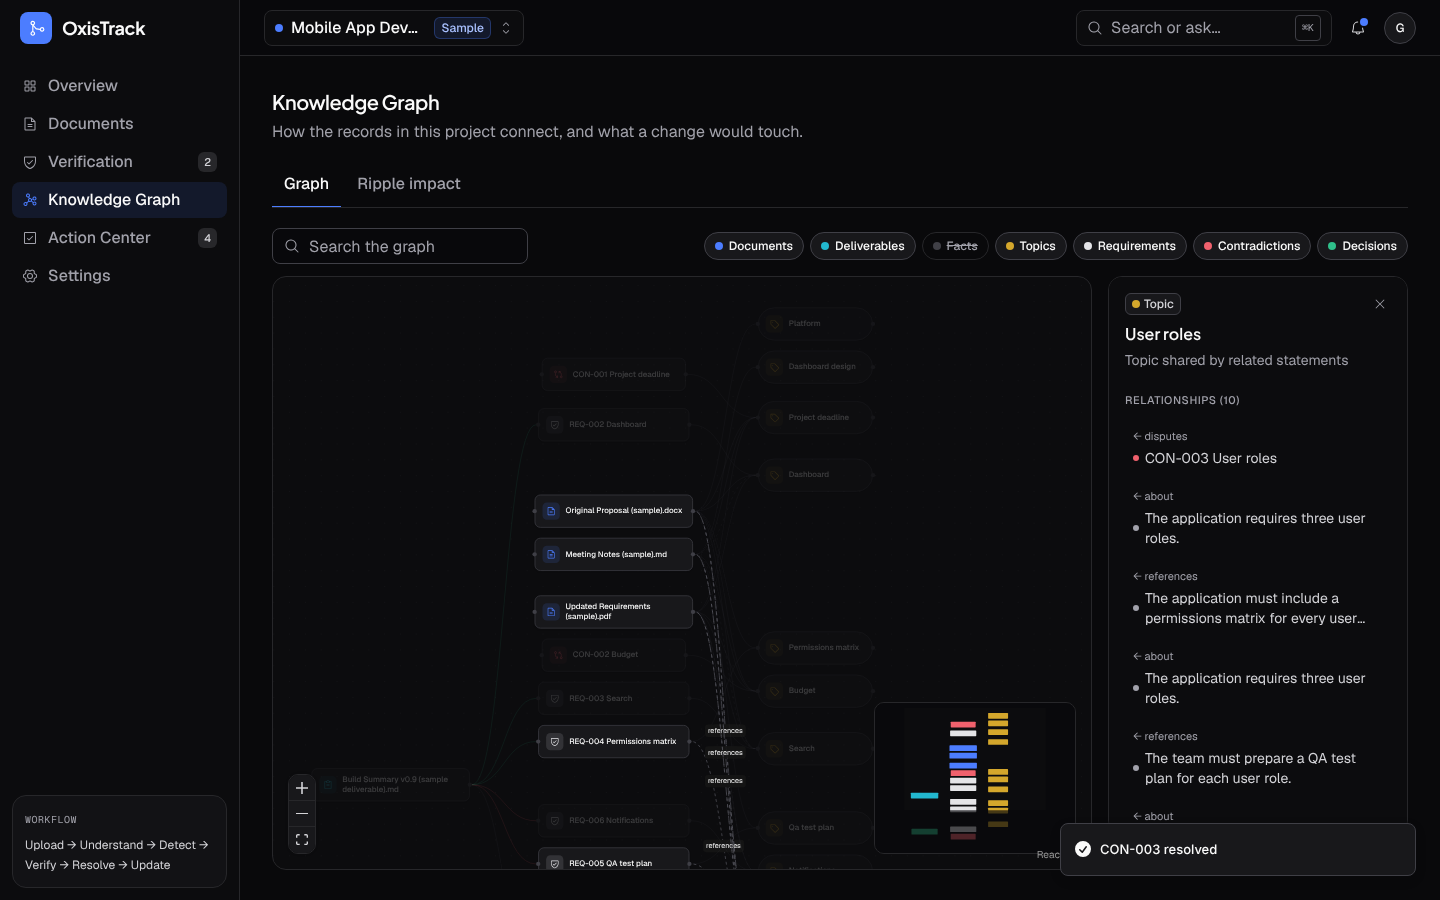 OxisTrack
Mobile App Dev...
Sample
Search or ask...
⌘K
G
Overview
Documents
Verification
2
Knowledge Graph
Action Center
4
Settings
WORKFLOW
Upload → Understand → Detect →
Verify → Resolve → Update
Knowledge Graph
How the records in this project connect, and what a change would touch.
Graph
Ripple impact
Search the graph
Documents
Deliverables
Facts
Topics
Requirements
Contradictions
Decisions
Platform
CON-001 Project deadline
Dashboard design
REQ-002 Dashboard
Project deadline
Dashboard
Original Proposal (sample).docx
Meeting Notes (sample).md
Updated Requirements
(sample).pdf
CON-002 Budget
Permissions matrix
REQ-003 Search
Budget
REQ-004 Permissions matrix
references
references
Search
Build Summary v0.9 (sample
deliverable).md
references
REQ-006 Notifications
Qa test plan
references
REQ-005 QA test plan
Topic
User roles
Topic shared by related statements
RELATIONSHIPS (10)
← disputes
CON-003 User roles
← about
The application requires three user
roles.
← references
The application must include a
permissions matrix for every user...
← about
The application requires three user
roles.
← references
The team must prepare a QA test
plan for each user role.
← about
Reac
CON-003 resolved